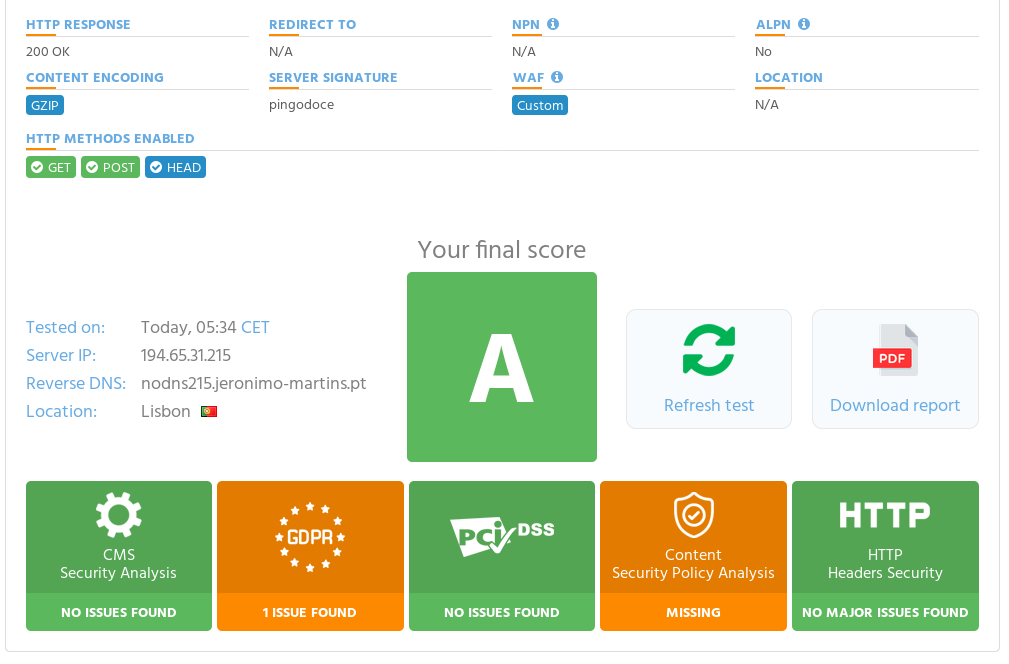 HTTP RESPONSE
REDIRECT TO
NPN
ALPN
200 OK
N/A
N/A
No
CONTENT ENCODING
SERVER SIGNATURE
WAF
LOCATION
GZIP
pingodoce
Custom
N/A
HTTP METHODS ENABLED
GET
POST
HEAD
Your final score
Tested on: Today, 05:34 CET
Server IP: 194.65.31.215
Reverse DNS: nodns215.jeronimo-martins.pt
Location: Lisbon
A
Refresh test
PDF
Download report
CMS
Security Analysis
NO ISSUES FOUND
GDPR
1 ISSUE FOUND
PCI DSS
NO ISSUES FOUND
Content
Security Policy Analysis
MISSING
HTTP
HTTP
Headers Security
NO MAJOR ISSUES FOUND